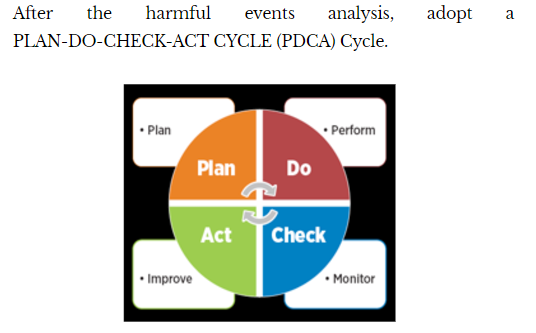 After the harmful events analysis, adopt a
PLAN-DO-CHECK-ACT CYCLE (PDCA) Cycle.
• Plan
• Perform
Plan
Do
Act
Check
• Improve
• Monitor